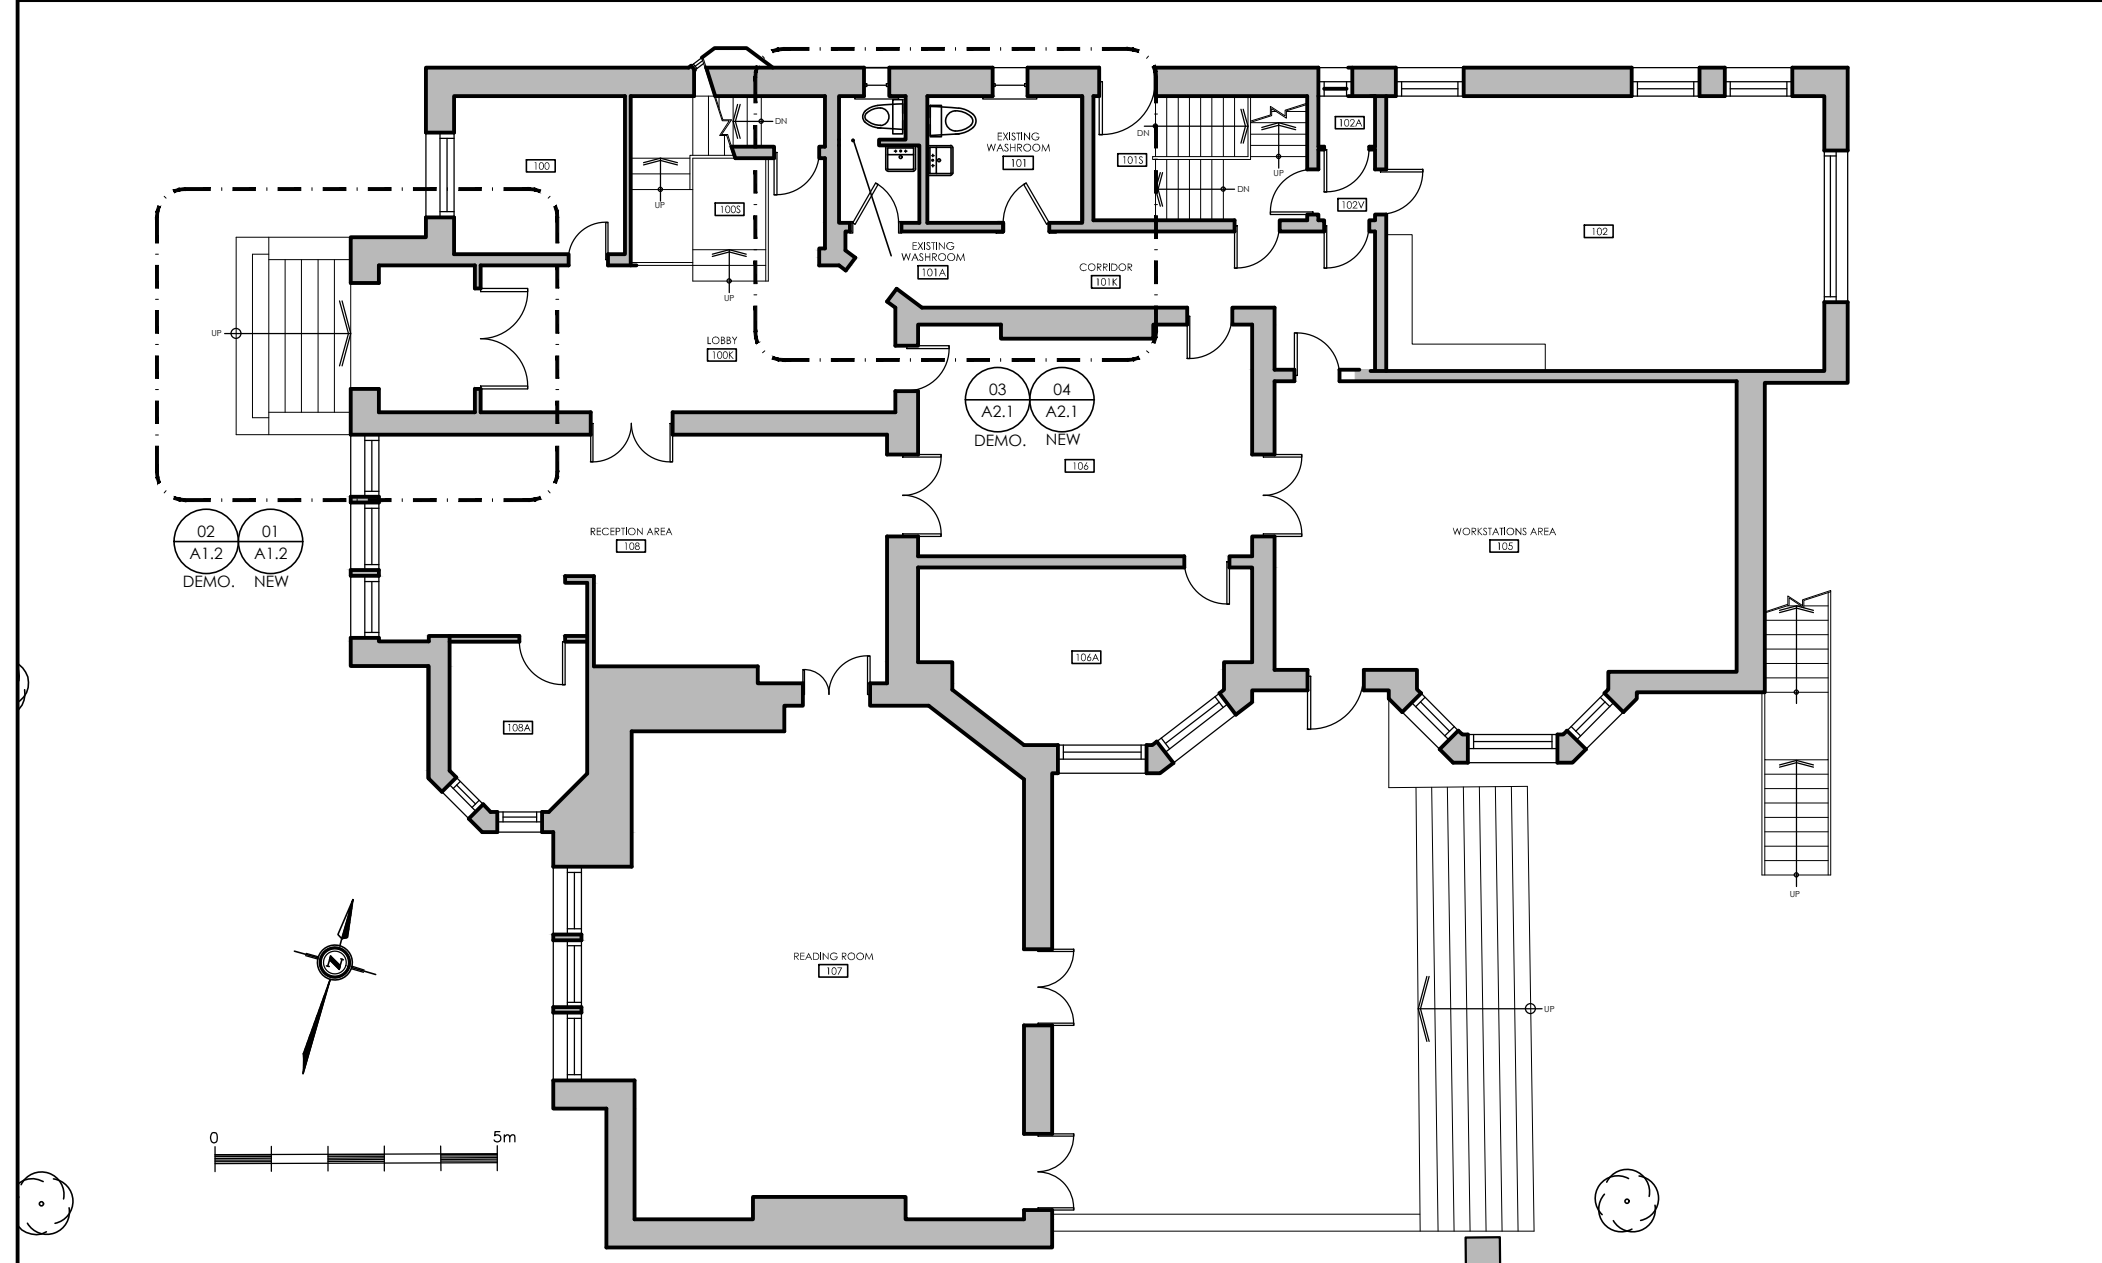 DN
EXISTING
WASHROOM
101
DN
102A
100
101S
UP
DN
UP
100S
102V
102
EXISTING
WASHROOM
101A
CORRIDOR
101K
UP
UP
LOBBY
100K
03
A2.1
DEMO.
04
A2.1
NEW
106
02
A1.2
DEMO.
01
A1.2
NEW
RECEPTION AREA
108
WORKSTATIONS AREA
105
106A
108A
UP
READING ROOM
107
N
UP
0
5m